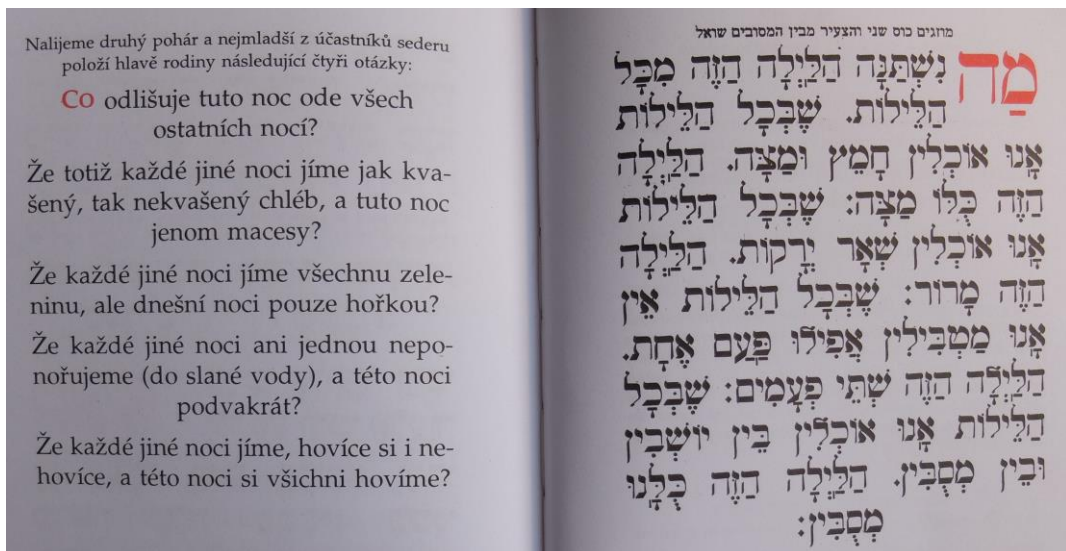 Nalijeme druhý pohár a nejmladší z účastníků sederu
položí hlavě rodiny následující čtyři otázky:
Co odlišuje tuto noc ode všech
ostatních nocí?
Že totiž každé jiné noci jíme jak kva-
šený, tak nekvašený chléb, a tuto noc
jenom macesy?
Že každé jiné noci jíme všechnu zele-
ninu, ale dnešní noci pouze hořkou?
Že každé jiné noci ani jednou nepo-
nořujeme (do slané vody), a této noci
podvakrát?
Že každé jiné noci jíme, hovíce si i ne-
hovíce, a této noci si všichni hovíme?
מוזגים כוס שני והצעיר מבין המסובים שואל
מַה נִּשְׁתַּנָּה הַלַּיְלָה הַזֶּה מִכָּל
הַלֵּילוֹת. שֶׁבְּכָל הַלֵּילוֹת
אָנוּ אוֹכְלִין חָמֵץ וּמַצָּה. הַלַּיְלָה
הַזֶּה כֻּלּוֹ מַצָּה: שֶׁבְּכָל הַלֵּילוֹת
אָנוּ אוֹכְלִין שְׁאָר יְרָקוֹת. הַלַּיְלָה
הַזֶּה מָרוֹר: שֶׁבְּכָל הַלֵּילוֹת אֵין
אָנוּ מַטְבִּילִין אֲפִילוּ פַּעַם אֶחָת.
הַלַּיְלָה הַזֶּה שְׁתֵּי פְעָמִים: שֶׁבְּכָל
הַלֵּילוֹת אָנוּ אוֹכְלִין בֵּין יוֹשְׁבִין
וּבֵין מְסֻבִּין. הַלַּיְלָה הַזֶּה כֻּלָּנוּ
מְסֻבִּין: